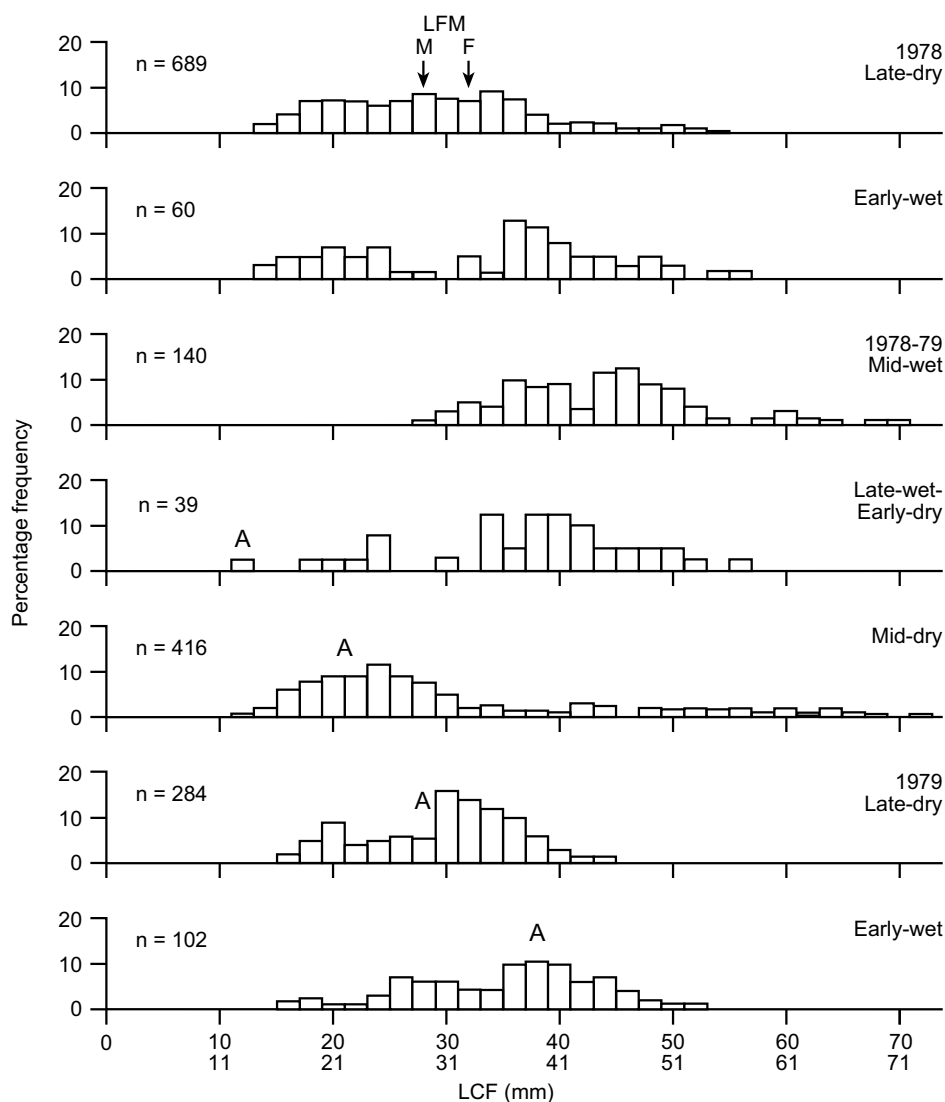 LFM
M F
20
10
0
n = 689
1978
Late-dry
20
10
0
n = 60
Early-wet
20
10
0
n = 140
1978-79
Mid-wet
20
10
0
n = 39
A
Late-wet-
Early-dry
20
10
0
n = 416
A
Mid-dry
20
10
0
n = 284
A
1979
Late-dry
20
10
0
n = 102
A
Early-wet
Percentage frequency
0 10 20 30 40 50 60 70
11 21 31 41 51 61 71
LCF (mm)